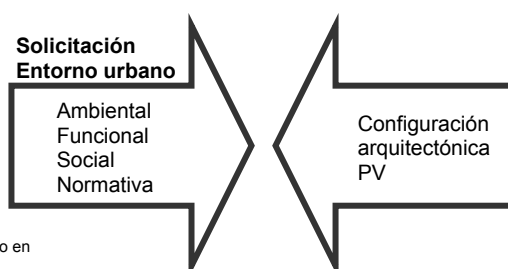 Solicitación
Entorno urbano
Ambiental
Funcional
Social
Normativa
Configuración
arquitectónica
PV
o en